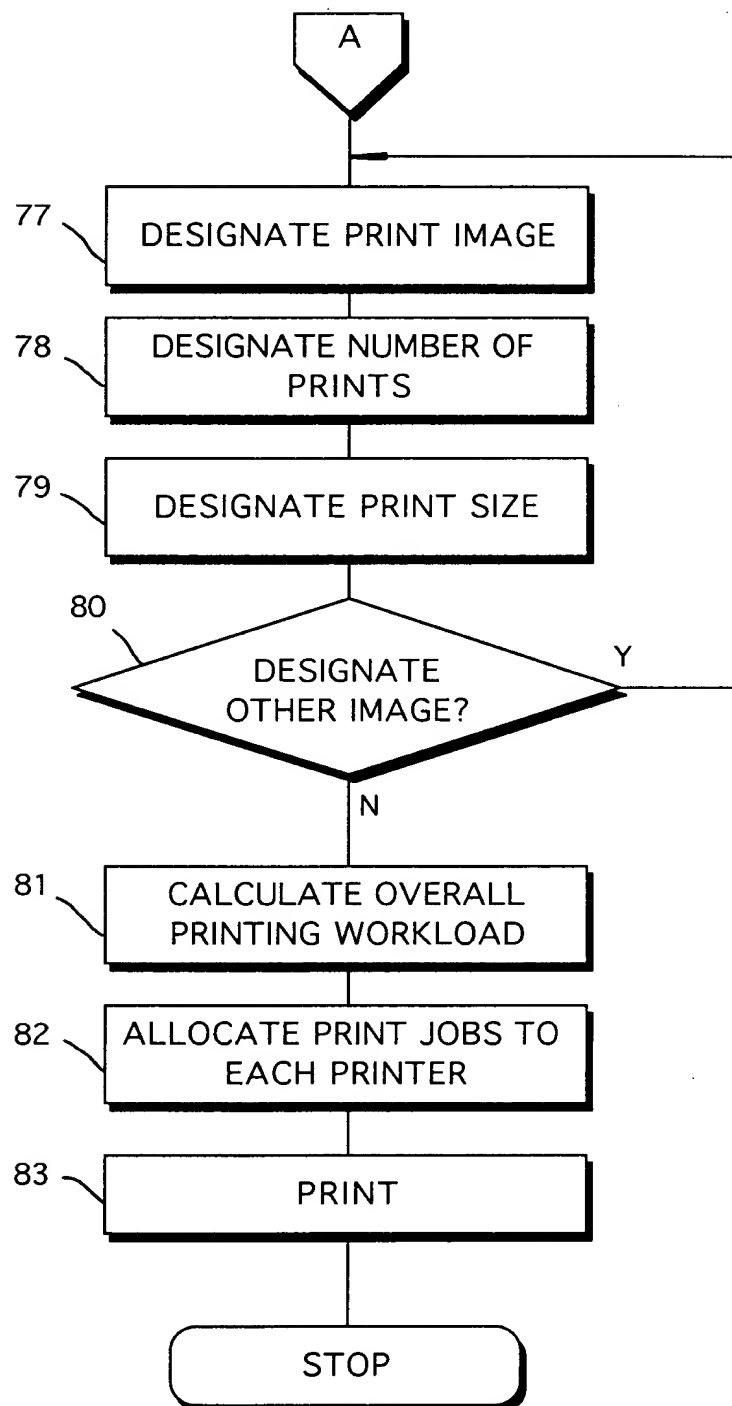 A
77
DESIGNATE PRINT IMAGE
78
DESIGNATE NUMBER OF
PRINTS
79
DESIGNATE PRINT SIZE
80
DESIGNATE
OTHER IMAGE?
Y
N
81
CALCULATE OVERALL
PRINTING WORKLOAD
82
ALLOCATE PRINT JOBS TO
EACH PRINTER
83
PRINT
STOP